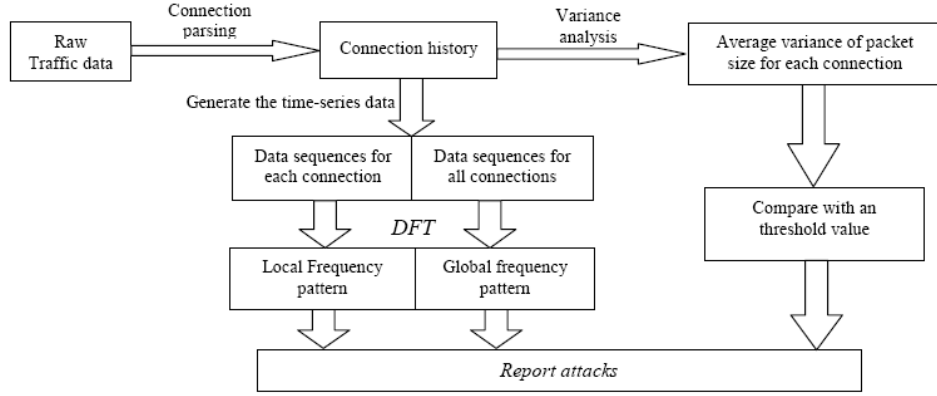 Connection
parsing
Variance
analysis
Raw
Traffic data
Connection history
Average variance of packet
size for each connection
Generate the time-series data
Data sequences for
each connection
Data sequences for
all connections
DFT
Compare with an
threshold value
Local Frequency
pattern
Global frequency
pattern
Report attacks